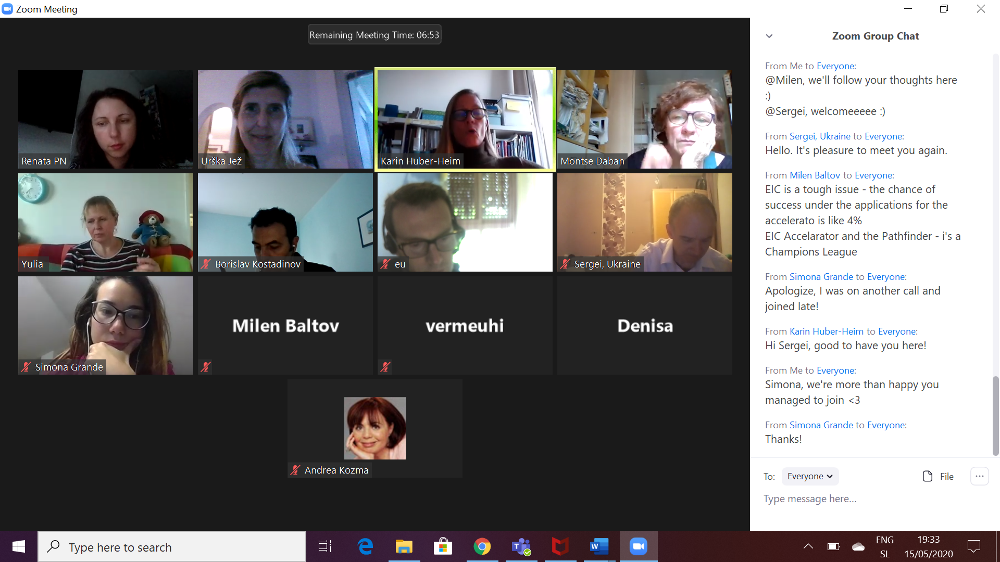 Zoom Meeting
Remaining Meeting Time: 06:53
Renata PN
Urška Jež
Karin Huber-Heim
Montse Daban
Yulia
Borislav Kostadinov
eu
Sergei, Ukraine
Simona Grande
Milen Baltov
vermeuhi
Denisa
Andrea Kozma
Zoom Group Chat
From Me to Everyone:
@Milen, we'll follow your thoughts here
:)
@Sergei, welcomeeeee :)
From Sergei, Ukraine to Everyone:
Hello. It's pleasure to meet you again.
From Milen Baltov to Everyone:
EIC is a tough issue - the chance of
success under the applications for the
accelerato is like 4%
EIC Accelarator and the Pathfinder - i's a
Champions League
From Simona Grande to Everyone:
Apologize, I was on another call and
joined late!
From Karin Huber-Heim to Everyone:
Hi Sergei, good to have you here!
From Me to Everyone:
Simona, we're more than happy you
managed to join <3
From Simona Grande to Everyone:
Thanks!
To: Everyone File
Type message here...
Type here to search
ENG
SL
19:33
15/05/2020